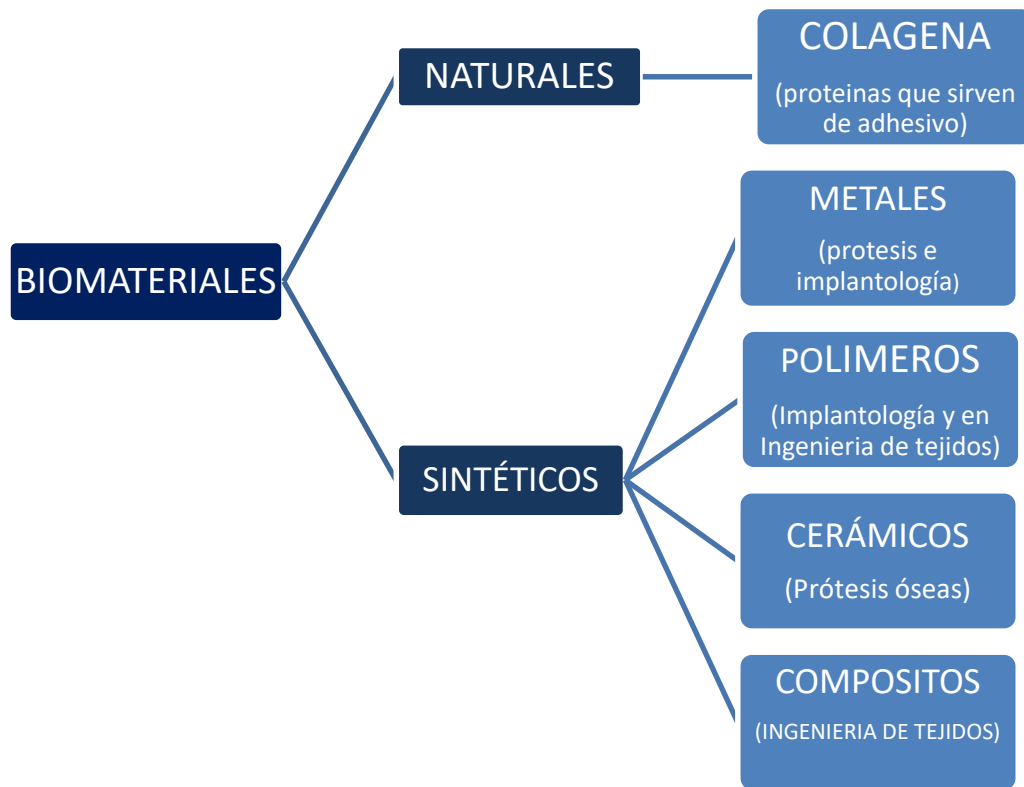 BIOMATERIALES
NATURALES
COLAGENA
(proteinas que sirven
de adhesivo)
SINTÉTICOS
METALES
(protesis e
implantología)
POLIMEROS
(Implantología y en
Ingenieria de tejidos)
CERÁMICOS
(Prótesis óseas)
COMPOSITOS
(INGENIERIA DE TEJIDOS)